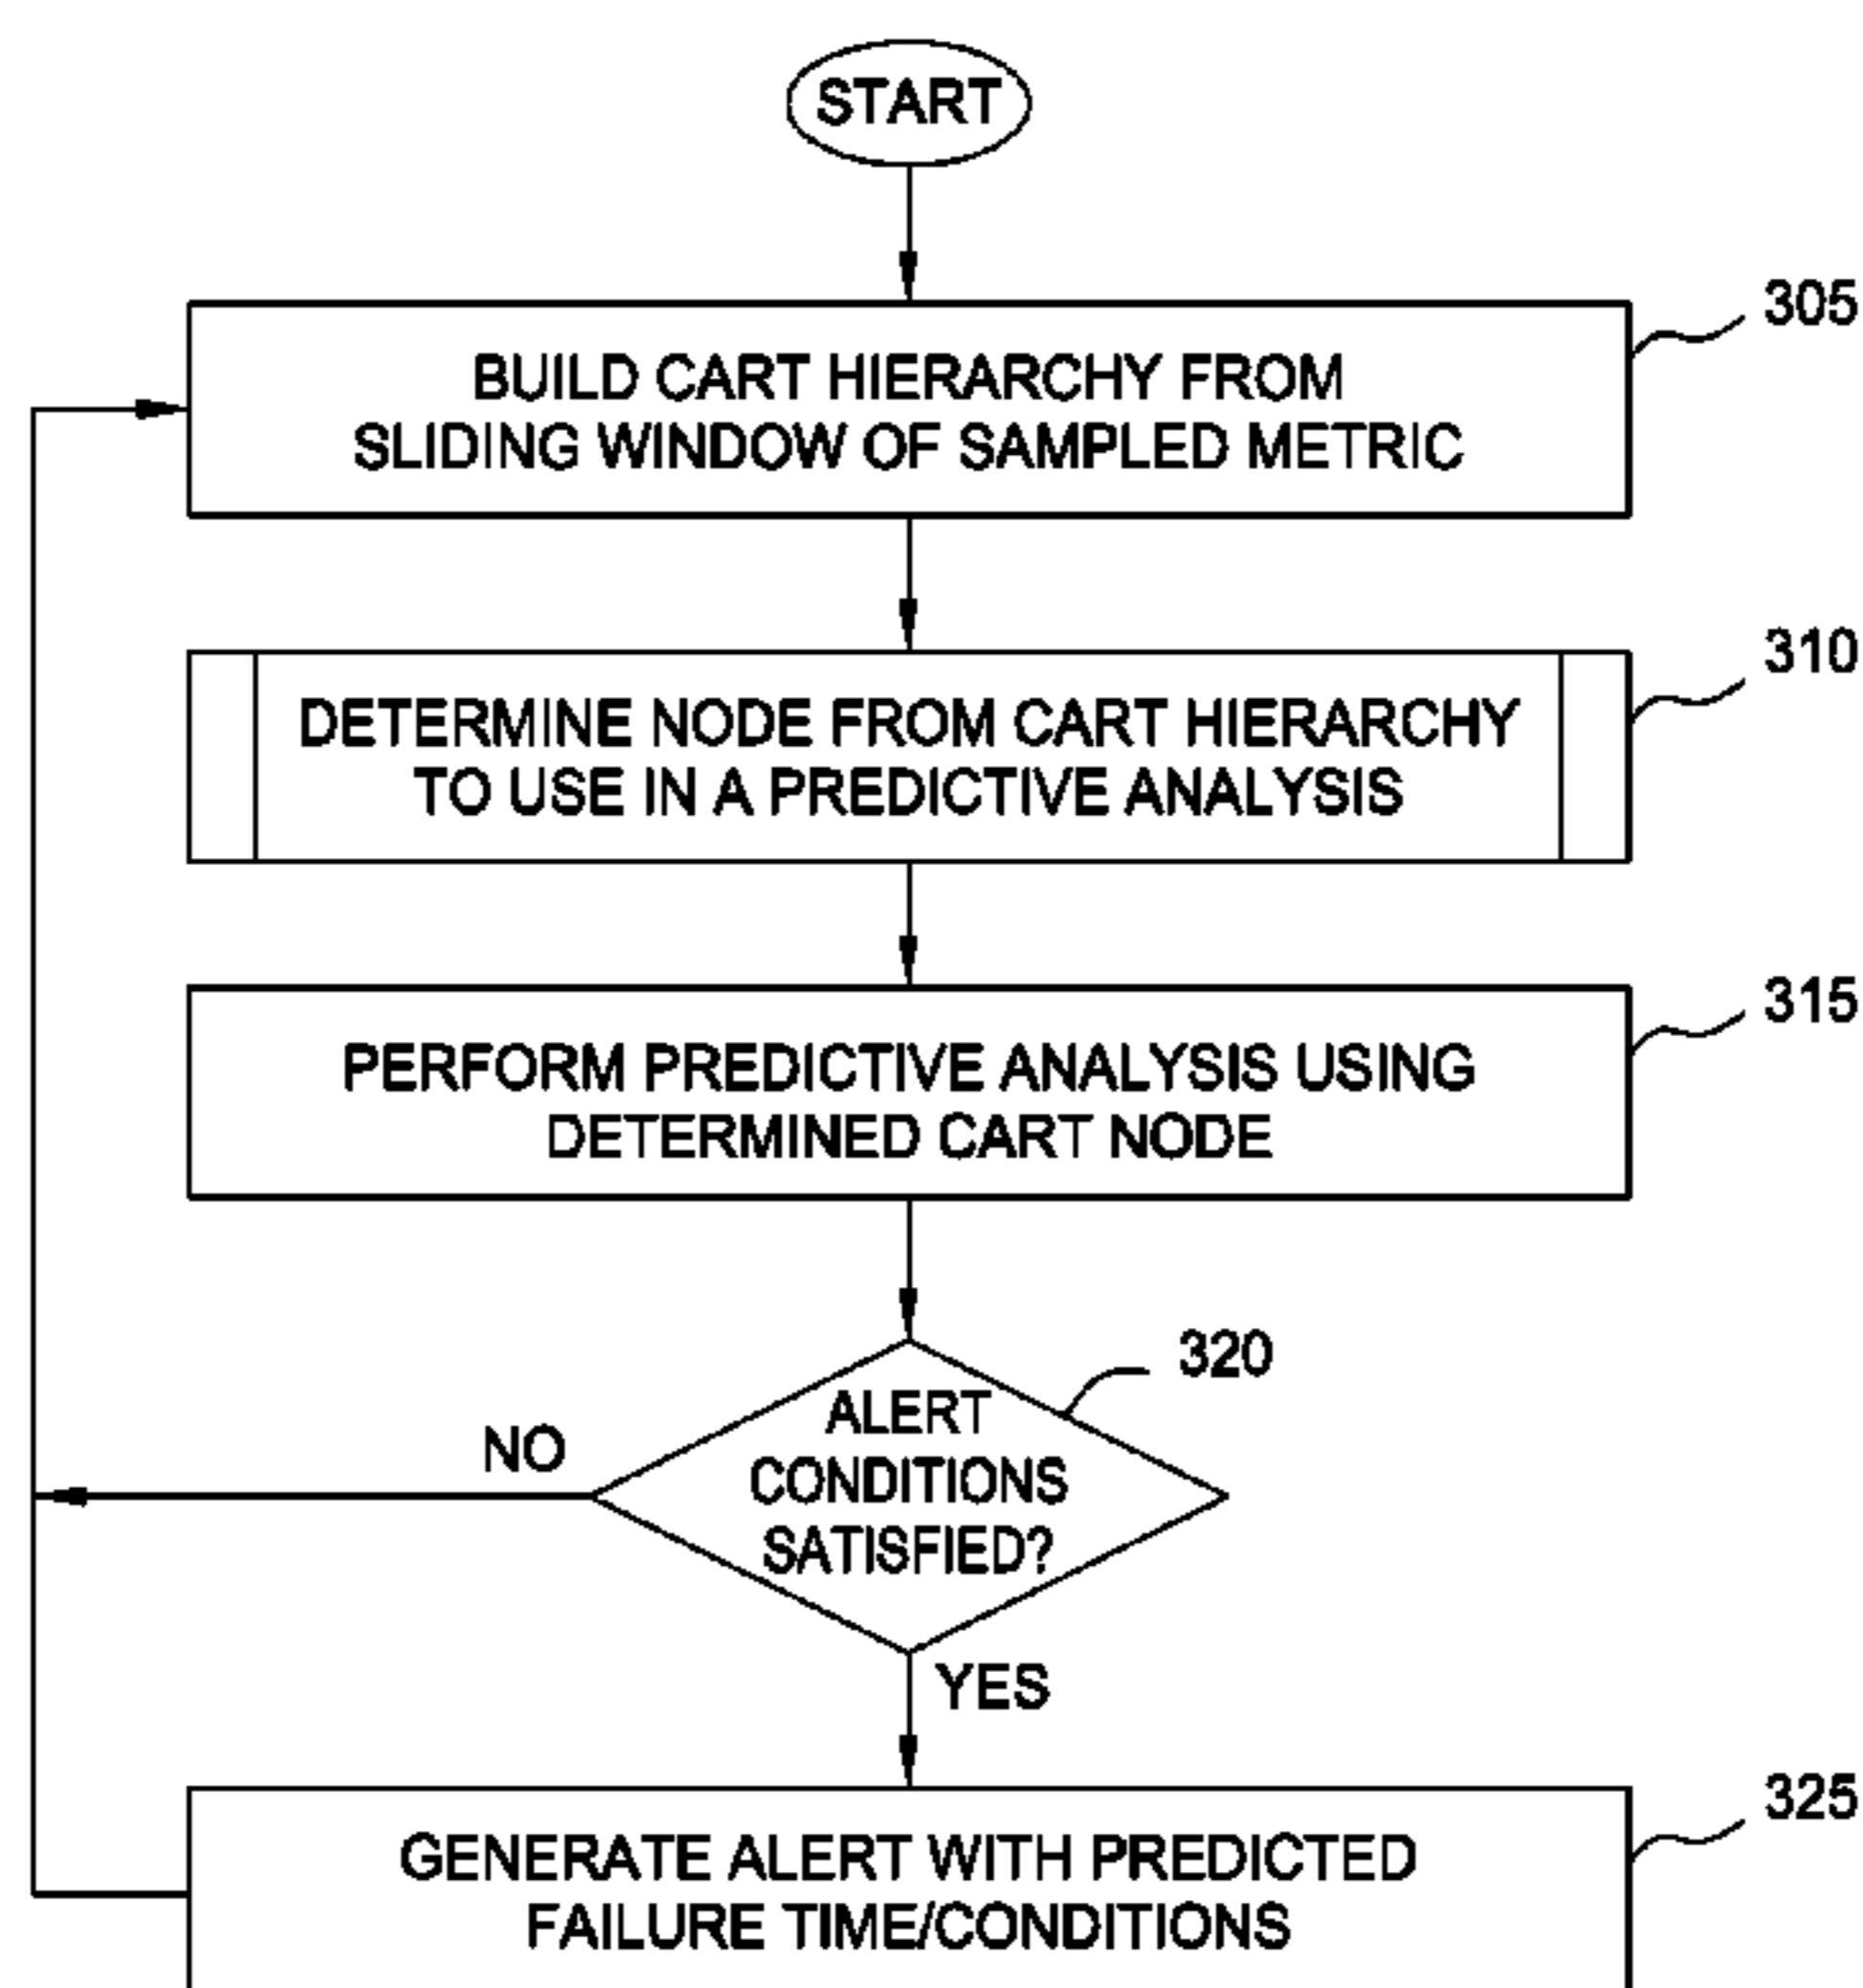 START
305
BUILD CART HIERARCHY FROM
SLIDING WINDOW OF SAMPLED METRIC
310
DETERMINE NODE FROM CART HIERARCHY
TO USE IN A PREDICTIVE ANALYSIS
315
PERFORM PREDICTIVE ANALYSIS USING
DETERMINED CART NODE
320
ALERT
CONDITIONS
SATISFIED?
NO
YES
325
GENERATE ALERT WITH PREDICTED
FAILURE TIME/CONDITIONS